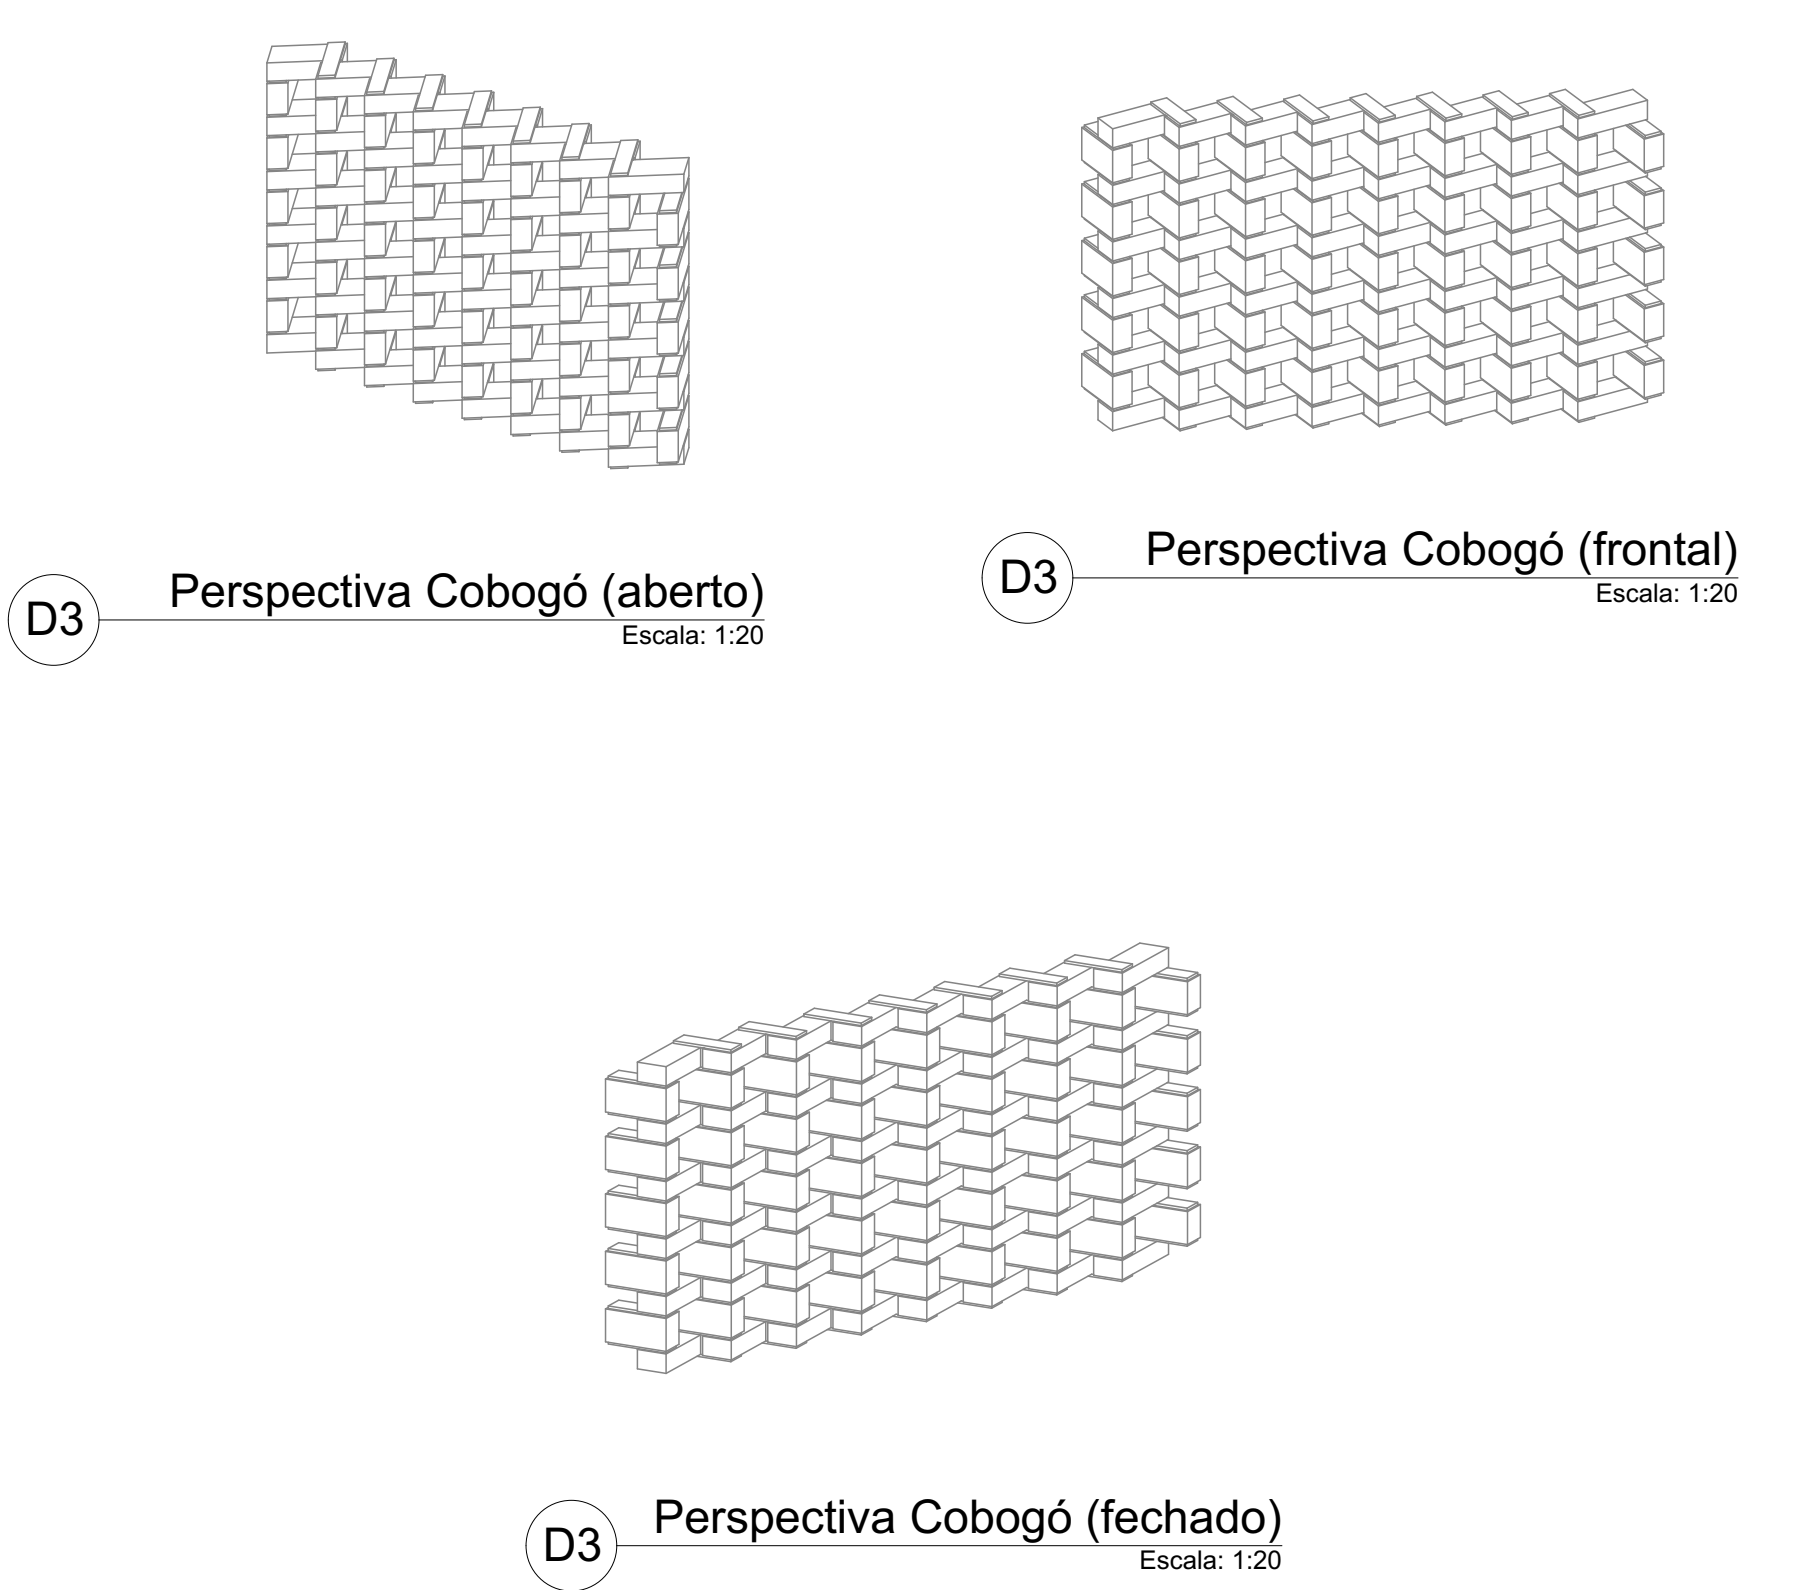 D3
Perspectiva Cobogó (aberto)
Escala: 1:20
D3
Perspectiva Cobogó (frontal)
Escala: 1:20
D3
Perspectiva Cobogó (fechado)
Escala: 1:20